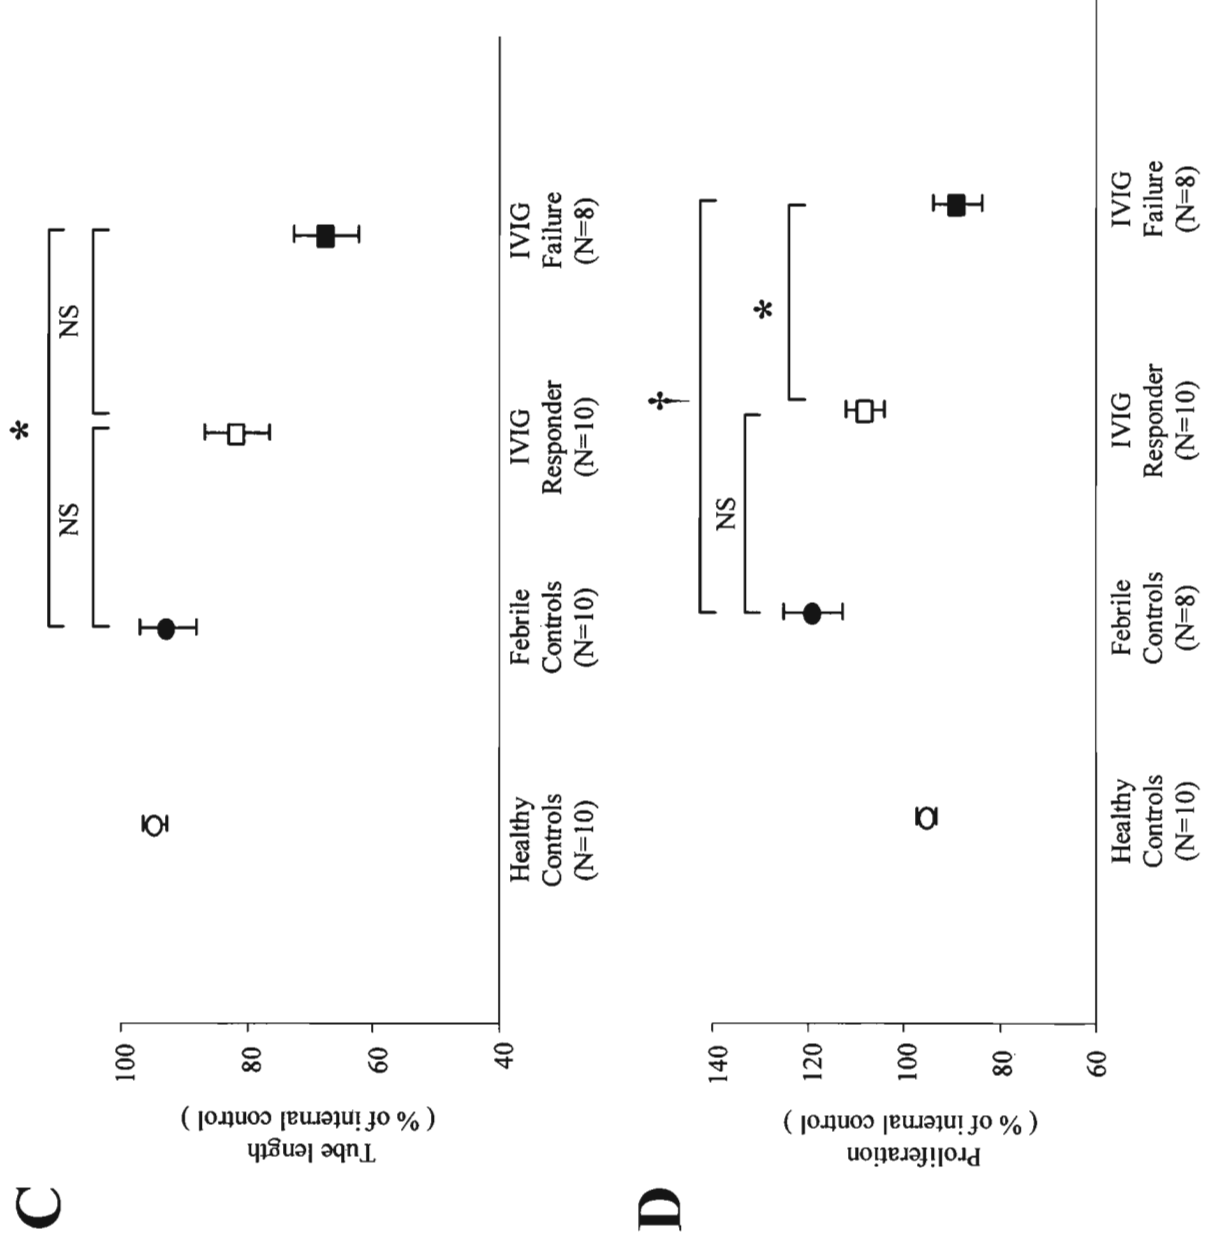 C
*
NS
NS
100
80
60
40
Tube length
( % of internal control )
Healthy
Controls
(N=10)
Febrile
Controls
(N=10)
IVIG
Responder
(N=10)
IVIG
Failure
(N=8)
D
†
NS
*
140
120
100
80
60
Proliferation
( % of internal control )
Healthy
Controls
(N=10)
Febrile
Controls
(N=8)
IVIG
Responder
(N=10)
IVIG
Failure
(N=8)